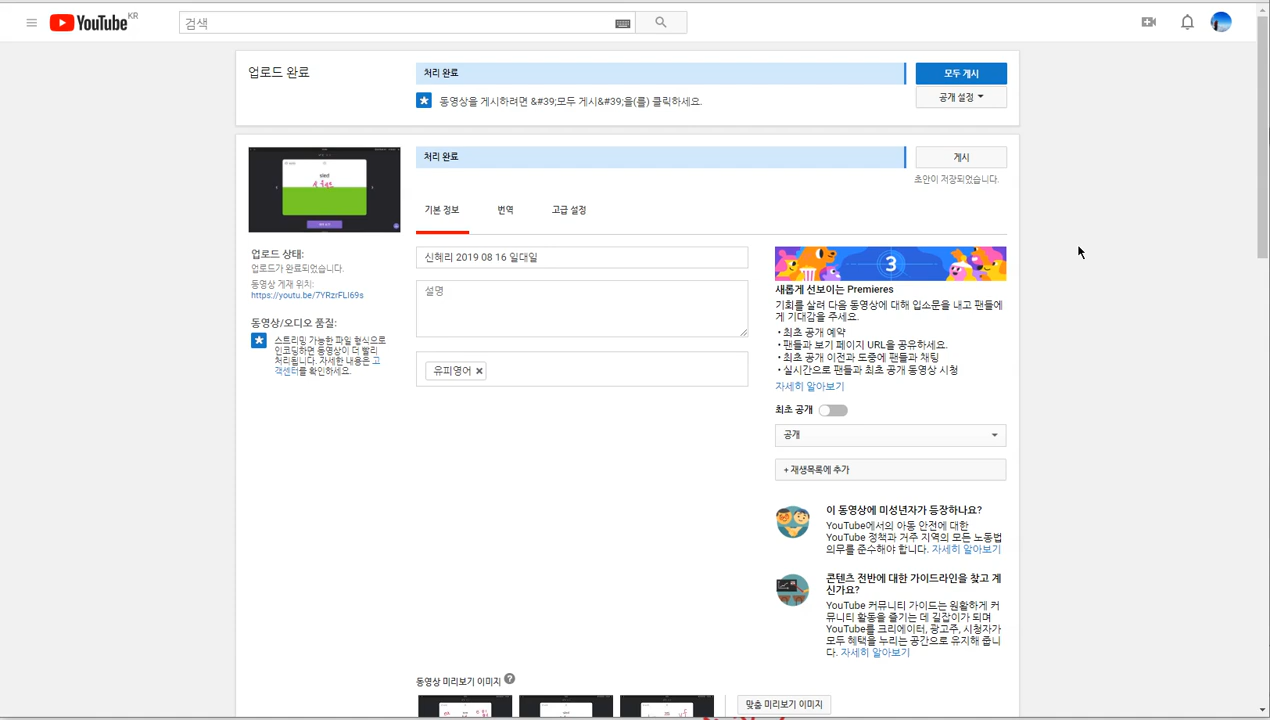 YouTube KR
검색
업로드 완료
처리 완료
모두 게시
동영상을 게시하려면 &#39;모두 게시&#39;을(를) 클릭하세요.
공개 설정
처리 완료
게시
초안이 저장되었습니다.
sled
기본 정보
번역
고급 설정
업로드 상태:
업로드가 완료되었습니다.
동영상 게재 위치:
https://youtu.be/7YRzrFLl69s
동영상/오디오 품질:
스트리밍 가능한 파일 형식으로
인코딩하면 동영상이 더 빨리
처리됩니다. 자세한 내용은 고
객센터를 확인하세요.
신혜리 2019 08 16 일대일
설명
유피영어
3
새롭게 선보이는 Premieres
기회를 살려 다음 동영상에 대해 입소문을 내고 팬들에
게 기대감을 주세요.
• 최초 공개 예약
• 팬들과 보기 페이지 URL을 공유하세요.
• 최초 공개 이전과 도중에 팬들과 채팅
• 실시간으로 팬들과 최초 공개 동영상 시청
자세히 알아보기
최초 공개
공개
+ 재생목록에 추가
이 동영상에 미성년자가 등장하나요?
YouTube에서의 아동 안전에 대한
YouTube 정책과 거주 지역의 모든 노동법
의무를 준수해야 합니다. 자세히 알아보기
콘텐츠 전반에 대한 가이드라인을 찾고 계
신가요?
YouTube 커뮤니티 가이드는 원활하게 커
뮤니티 활동을 즐기는 데 길잡이가 되며
YouTube를 크리에이터, 광고주, 시청자가
모두 혜택을 누리는 공간으로 유지해 줍니
다. 자세히 알아보기
동영상 미리보기 이미지
맞춤 미리보기 이미지